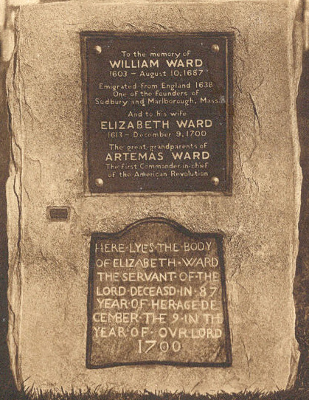 To the memory of
WILLIAM WARD
1603 – August 10, 1687
Emigrated from England 1638
One of the founders of
Sudbury and Marlborough, Mass.
And to his wife
ELIZABETH WARD
1613 – December 9, 1700
The great grandparents of
ARTEMAS WARD
The First Commander-in-chief
of the American Revolution
HERE LYES THE BODY
OF ELIZABETH WARD
THE SERVANT OF THE
LORD DECEASD IN 87
YEAR OF HER AGE DE
CEMBER THE 9 IN THE
YEAR OF OVR LORD
1700